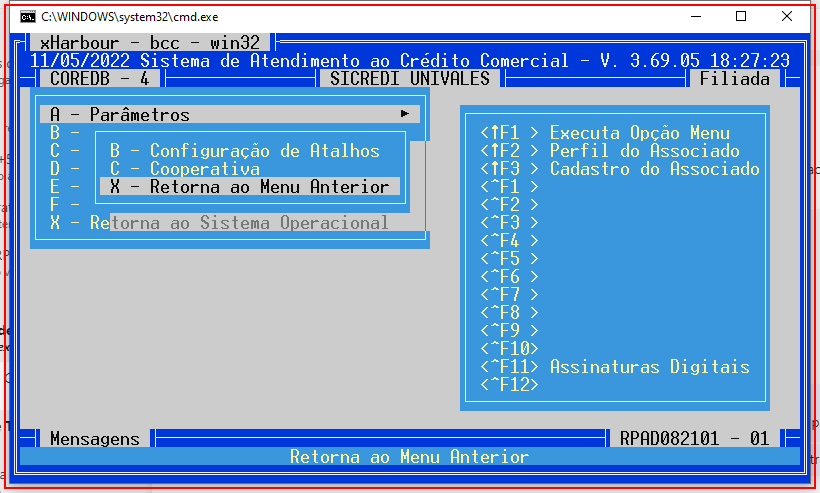 C:\WINDOWS\system32\cmd.exe
xHarbour - bcc - win32
11/05/2022 Sistema de Atendimento ao Crédito Comercial - V. 3.69.05 18:27:23
COREDB - 4 SICREDI UNIVALES Filiada
A - Parâmetros ►
B -
C -
D -
E -
F -
X - Retorna ao Sistema Operacional
B - Configuração de Atalhos
C - Cooperativa
X - Retorna ao Menu Anterior
<↑F1 > Executa Opção Menu
<↑F2 > Perfil do Associado
<↑F3 > Cadastro do Associado
<^F1 >
<^F2 >
<^F3 >
<^F4 >
<^F5 >
<^F6 >
<^F7 >
<^F8 >
<^F9 >
<^F10>
<^F11> Assinaturas Digitais
<^F12>
Mensagens RPAD082101 - 01
Retorna ao Menu Anterior